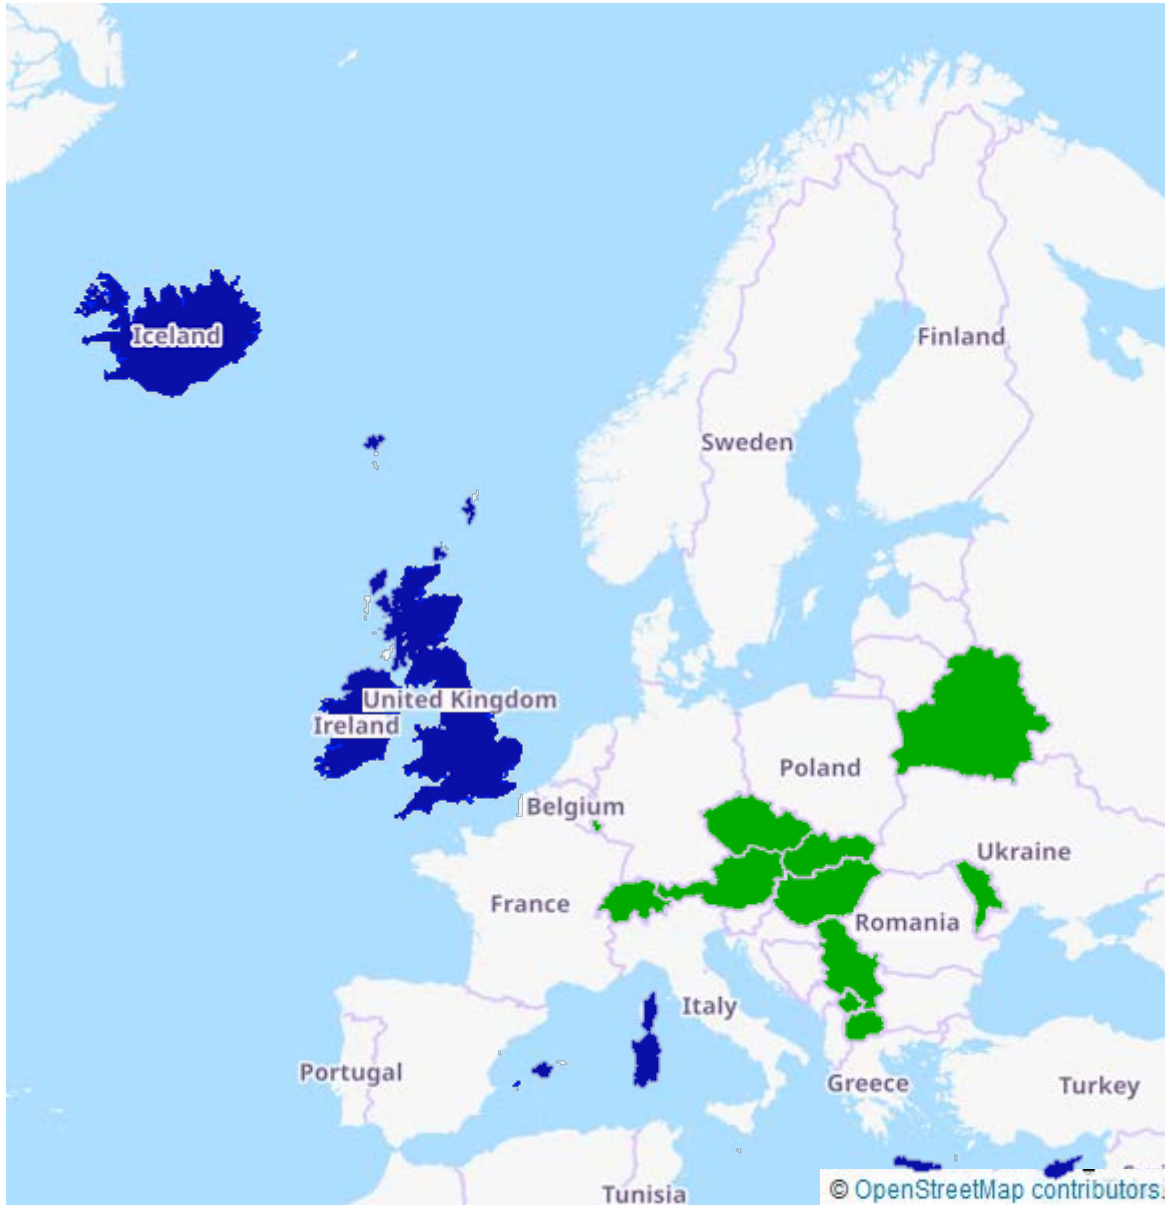 Iceland
Finland
Sweden
United Kingdom
Ireland
Poland
Belgium
Ukraine
France
Romania
Italy
Portugal
Greece
Turkey
Tunisia
© OpenStreetMap contributors.